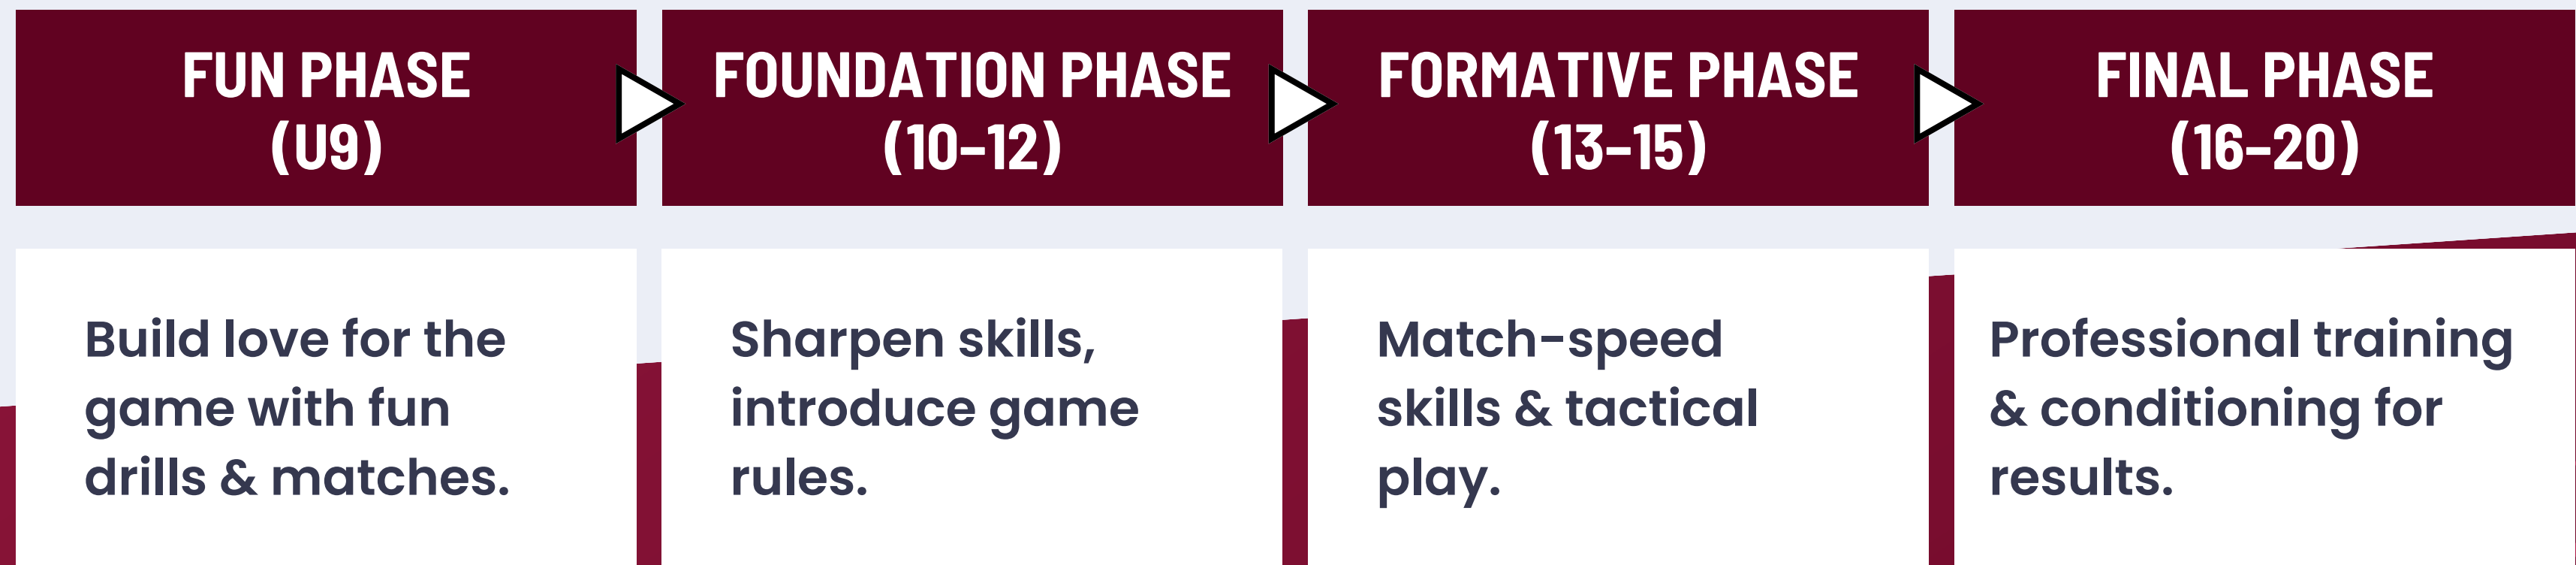 FUN PHASE
(U9)
FOUNDATION PHASE
(10–12)
FORMATIVE PHASE
(13–15)
FINAL PHASE
(16–20)
Build love for the
game with fun
drills & matches.
Sharpen skills,
introduce game
rules.
Match-speed
skills & tactical
play.
Professional training
& conditioning for
results.